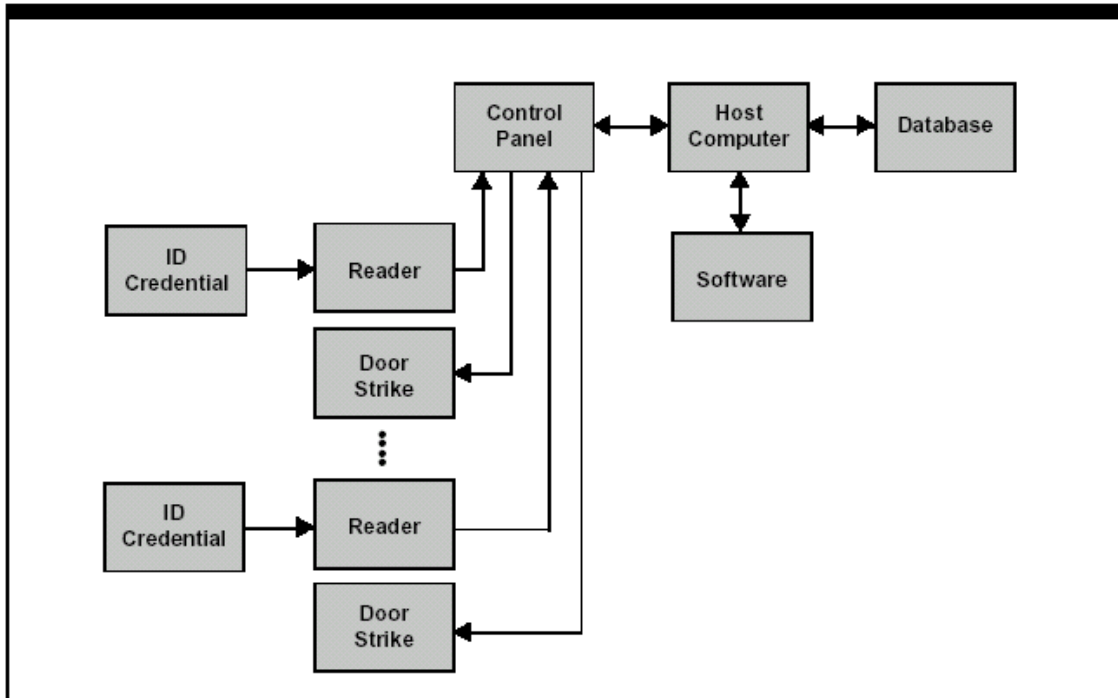 Control
Panel
Host
Computer
Database
ID
Credential
Reader
Software
Door
Strike
ID
Credential
Reader
Door
Strike